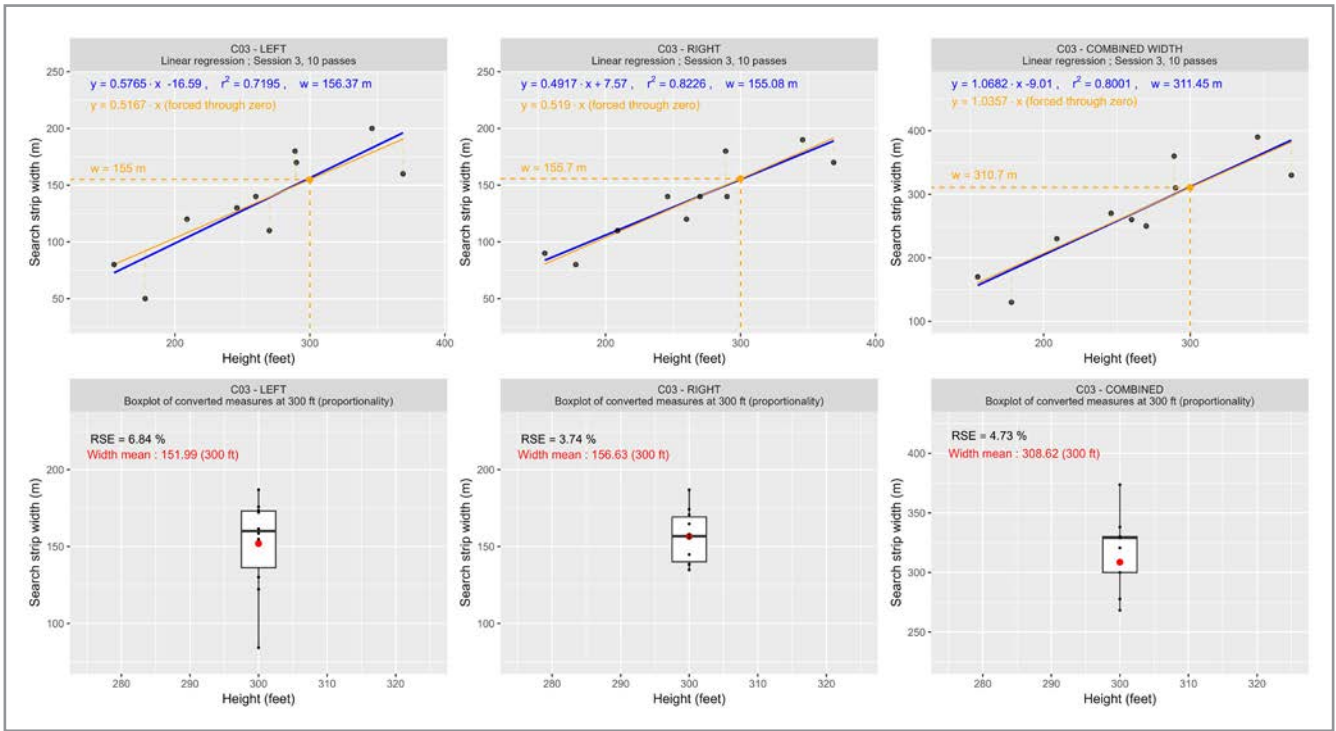 C03 - LEFT
Linear regression ; Session 3, 10 passes
y = 0.5765 · x -16.59 , r² = 0.7195, w = 156.37 m
y = 0.5167 · x (forced through zero)
w = 155 m
250
200
150
100
50
Search strip width (m)
200
300
400
Height (feet)
C03 - RIGHT
Linear regression ; Session 3, 10 passes
y = 0.4917 · x + 7.57 , r² = 0.8226 , w = 155.08 m
y = 0.519 · x (forced through zero)
w = 155.7 m
250
200
150
100
50
Search strip width (m)
200
300
400
Height (feet)
C03 - COMBINED WIDTH
Linear regression ; Session 3, 10 passes
y = 1.0682 · x -9.01 , r² = 0.8001 , w = 311.45 m
y = 1.0357 · x (forced through zero)
w = 310.7 m
400
300
200
100
Search strip width (m)
200
300
Height (feet)
C03 - LEFT
Boxplot of converted measures at 300 ft (proportionality)
RSE = 6.84 %
Width mean : 151.99 (300 ft)
200
150
100
Search strip width (m)
280
290
300
310
320
Height (feet)
C03 - RIGHT
Boxplot of converted measures at 300 ft (proportionality)
RSE = 3.74 %
Width mean : 156.63 (300 ft)
200
150
100
Search strip width (m)
280
290
300
310
320
Height (feet)
C03 - COMBINED
Boxplot of converted measures at 300 ft (proportionality)
RSE = 4.73 %
Width mean : 308.62 (300 ft)
400
350
300
250
Search strip width (m)
280
290
300
310
320
Height (feet)